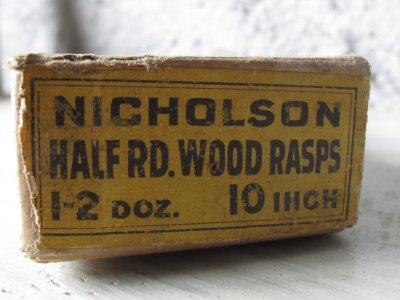 NICHOLSON
HALF RD. WOOD RASPS
1-2 DOZ. 10 INCH